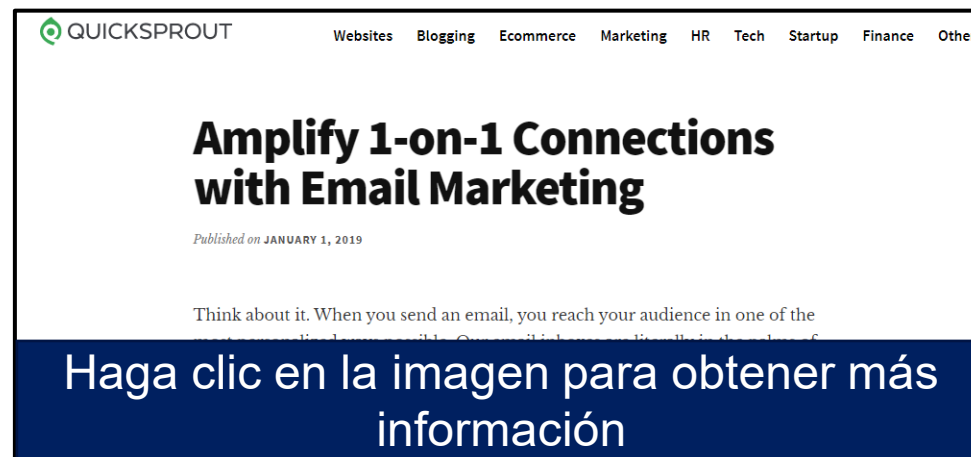 QUICKSPROUT
Websites Blogging Ecommerce Marketing HR Tech Startup Finance
Amplify 1-on-1 Connections
with Email Marketing
Published on JANUARY 1, 2019
Think about it. When you send an email, you reach your audience in one of the
Haga clic en la imagen para obtener más
información